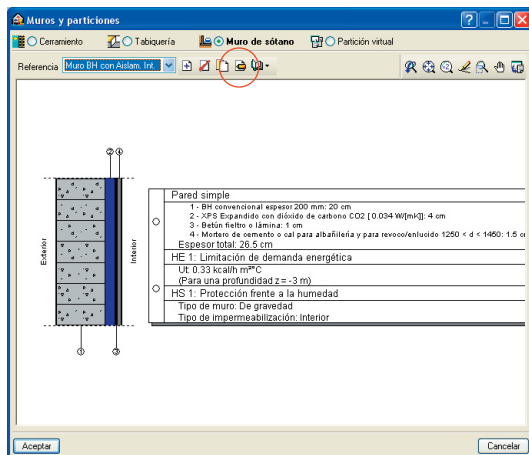 Muros y particiones
Cerramiento Tabiquería Muro de sótano Partición virtual
Referencia Muro BH con Aislam. Int.
② ④
Exterior
Interior
Pared simple
1 - BH convencional espesor 200 mm: 20 cm
2 - XPS Expandido con dióxido de carbono CO2 [ 0.034 W/[mK]]: 4 cm
3 - Betún fieltro o lámina: 1 cm
4 - Mortero de cemento o cal para albañilería y para revoco/enlucido 1250 < d < 1450: 1.5 c
Espesor total: 26.5 cm
HE 1: Limitación de demanda energética
Ut: 0.33 kcal/h m²°C
(Para una profundidad z = -3 m)
HS 1: Protección frente a la humedad
Tipo de muro: De gravedad
Tipo de impermeabilización: Interior
① ③
Aceptar Cancelar